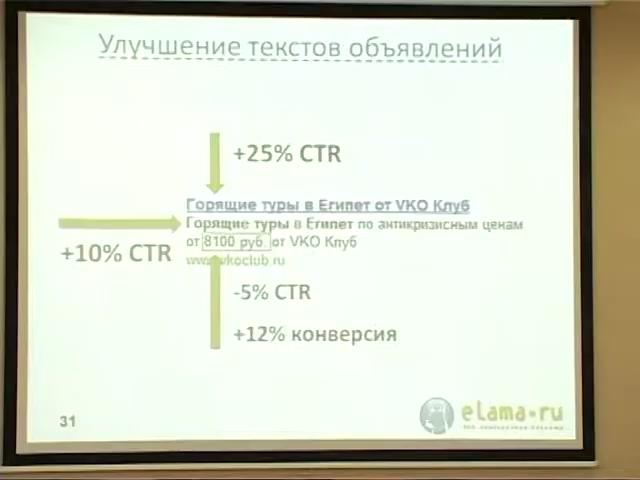 Улучшение текстов объявлений
+25% CTR
Горящие туры в Египет от VKO Клуб
Горящие туры в Египет по антикризисным ценам
от 8100 руб. от VKO Клуб
+10% CTR
www.vkoclub.ru
-5% CTR
+12% конверсия
31
eLama.ru